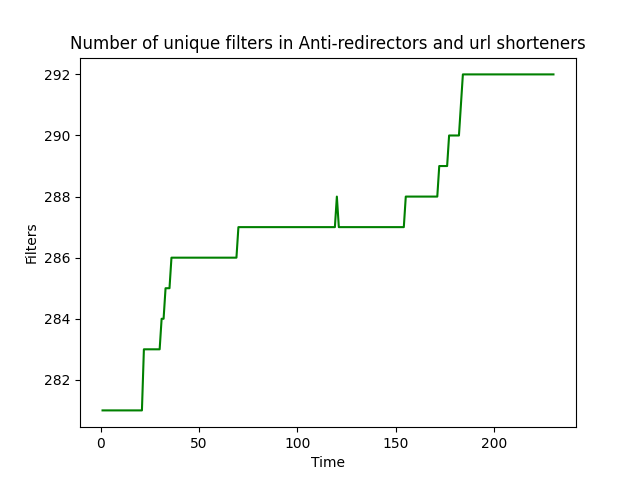 Number of unique filters in Anti-redirectors and url shorteners
292
290
288
286
284
282
Filters
0 50 100 150 200
Time